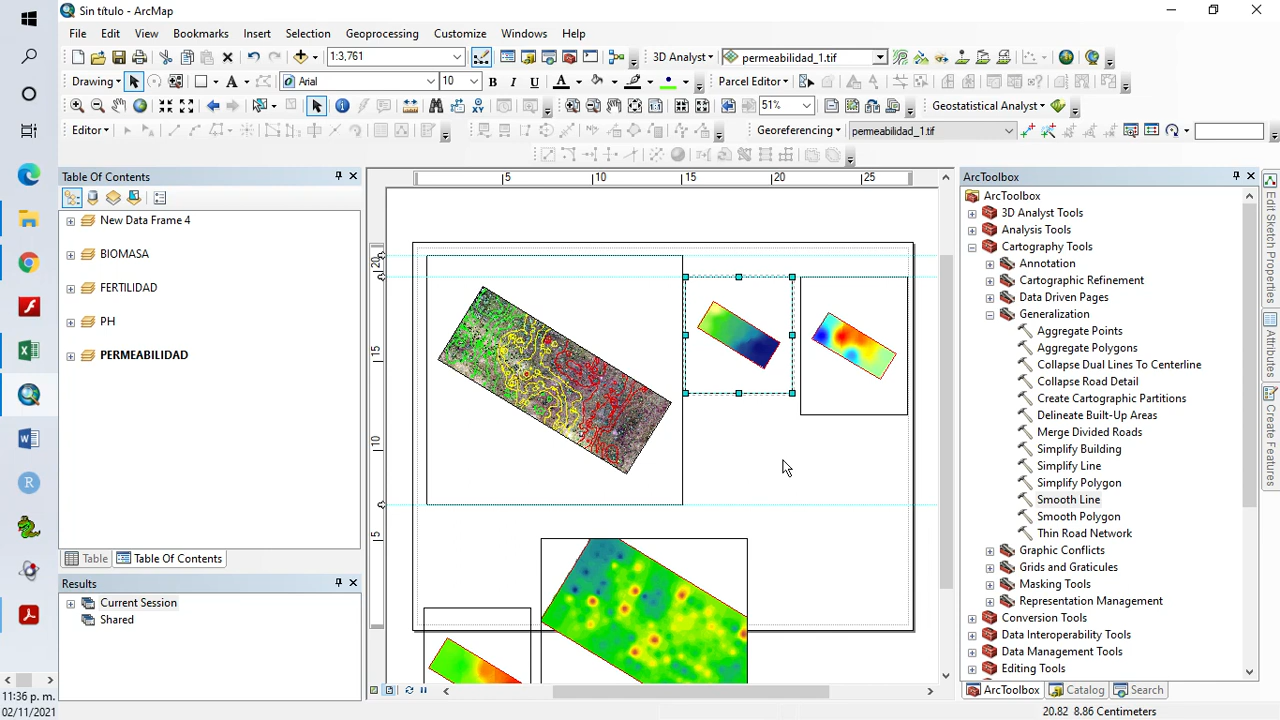 Sin título - ArcMap
File Edit View Bookmarks Insert Selection Geoprocessing Customize Windows Help
1:3,761 3D Analyst permeabilidad_1.tif
Drawing Arial 10 B I U A Parcel Editor
51% Geostatistical Analyst
Editor Georeferencing permeabilidad_1.tif
Table Of Contents
New Data Frame 4
BIOMASA
FERTILIDAD
PH
PERMEABILIDAD
Table Table Of Contents
Results
Current Session
Shared
11:36 p. m.
02/11/2021
5 10 15 20 25
20
15
10
5
ArcToolbox
ArcToolbox
3D Analyst Tools
Analysis Tools
Cartography Tools
Annotation
Cartographic Refinement
Data Driven Pages
Generalization
Aggregate Points
Aggregate Polygons
Collapse Dual Lines To Centerline
Collapse Road Detail
Create Cartographic Partitions
Delineate Built-Up Areas
Merge Divided Roads
Simplify Building
Simplify Line
Simplify Polygon
Smooth Line
Smooth Polygon
Thin Road Network
Graphic Conflicts
Grids and Graticules
Masking Tools
Representation Management
Conversion Tools
Data Interoperability Tools
Data Management Tools
Editing Tools
ArcToolbox Catalog Search
Edit Sketch Properties
Attributes
Create Features
20.82 8.86 Centimeters